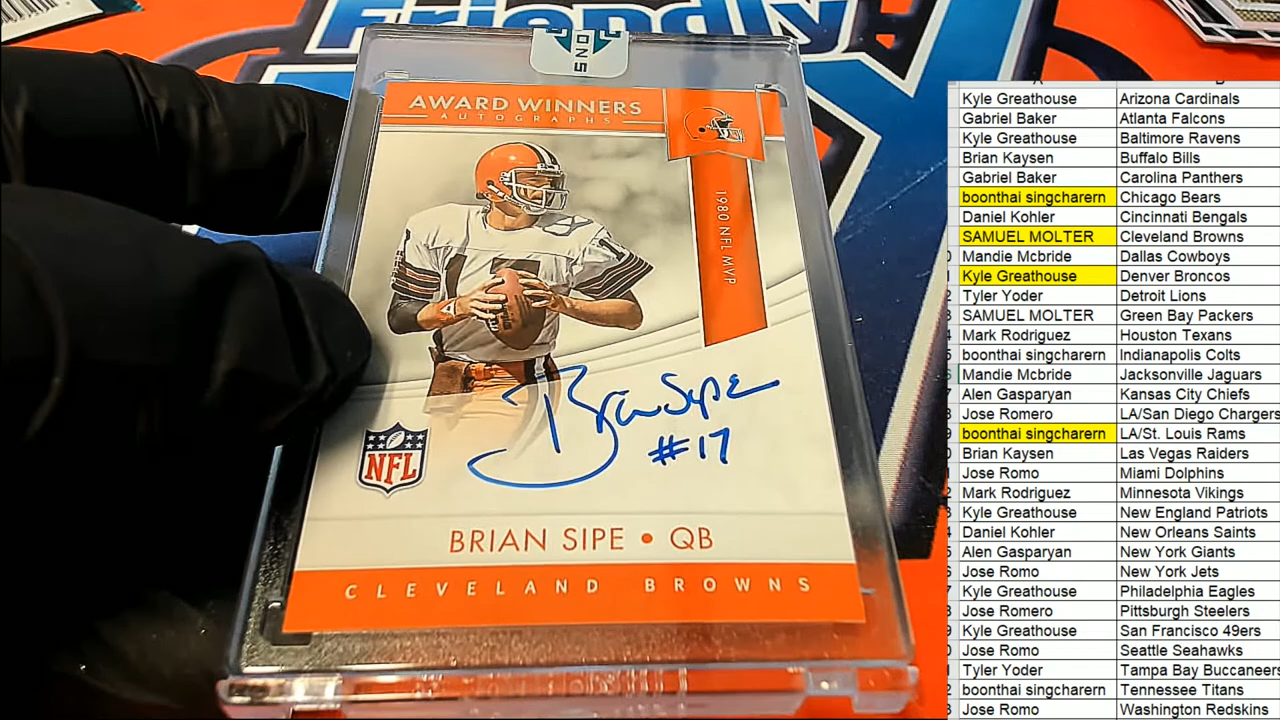 Friendly
025
AWARD WINNERS
AUTOGRAPHS
1980 NFL MVP
17
Brian Sipe
#17
NFL
BRIAN SIPE • QB
CLEVELAND BROWNS
A B
Kyle Greathouse Arizona Cardinals
Gabriel Baker Atlanta Falcons
Kyle Greathouse Baltimore Ravens
Brian Kaysen Buffalo Bills
Gabriel Baker Carolina Panthers
boonthai singcharern Chicago Bears
Daniel Kohler Cincinnati Bengals
SAMUEL MOLTER Cleveland Browns
Mandie Mcbride Dallas Cowboys
Kyle Greathouse Denver Broncos
Tyler Yoder Detroit Lions
SAMUEL MOLTER Green Bay Packers
Mark Rodriguez Houston Texans
boonthai singcharern Indianapolis Colts
Mandie Mcbride Jacksonville Jaguars
Alen Gasparyan Kansas City Chiefs
Jose Romero LA/San Diego Chargers
boonthai singcharern LA/St. Louis Rams
Brian Kaysen Las Vegas Raiders
Jose Romo Miami Dolphins
Mark Rodriguez Minnesota Vikings
Kyle Greathouse New England Patriots
Daniel Kohler New Orleans Saints
Alen Gasparyan New York Giants
Jose Romo New York Jets
Kyle Greathouse Philadelphia Eagles
Jose Romero Pittsburgh Steelers
Kyle Greathouse San Francisco 49ers
Jose Romo Seattle Seahawks
Tyler Yoder Tampa Bay Buccaneers
boonthai singcharern Tennessee Titans
Jose Romo Washington Redskins